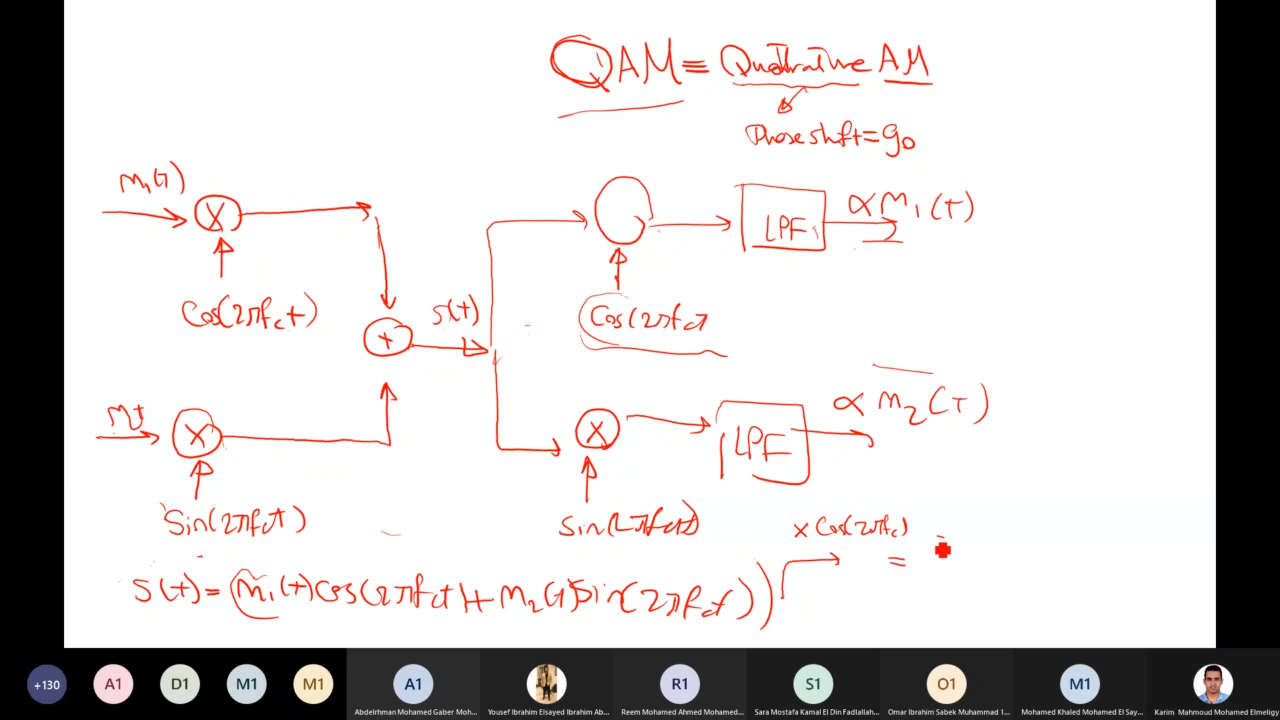 QAM ≡ Quadrature AM
Phase shift = 90
m₁(t)
×
Cos(2πfct)
+
s(t)
Cos(2πfct
LPF
∝ m₁(t)
mt
×
Sin(2πfct)
×
Sin(2πfct)
LPF
∝ m₂(t)
× Cos(2πfc)
=
s(t) = (m₁(t)Cos(2πfct) + m₂(t)Sin(2πfct))
+130
A1
D1
M1
M1
A1
R1
S1
O1
M1
Abdelrhman Mohamed Gaber Moh...
Yousef Ibrahim Elsayed Ibrahim Ab...
Reem Mohamed Ahmed Mohamed...
Sara Mostafa Kamal El Din Fadlallah...
Omar Ibrahim Sabek Muhammad 1...
Mohamed Khaled Mohamed El Say...
Karim Mahmoud Mohamed Elmelig...